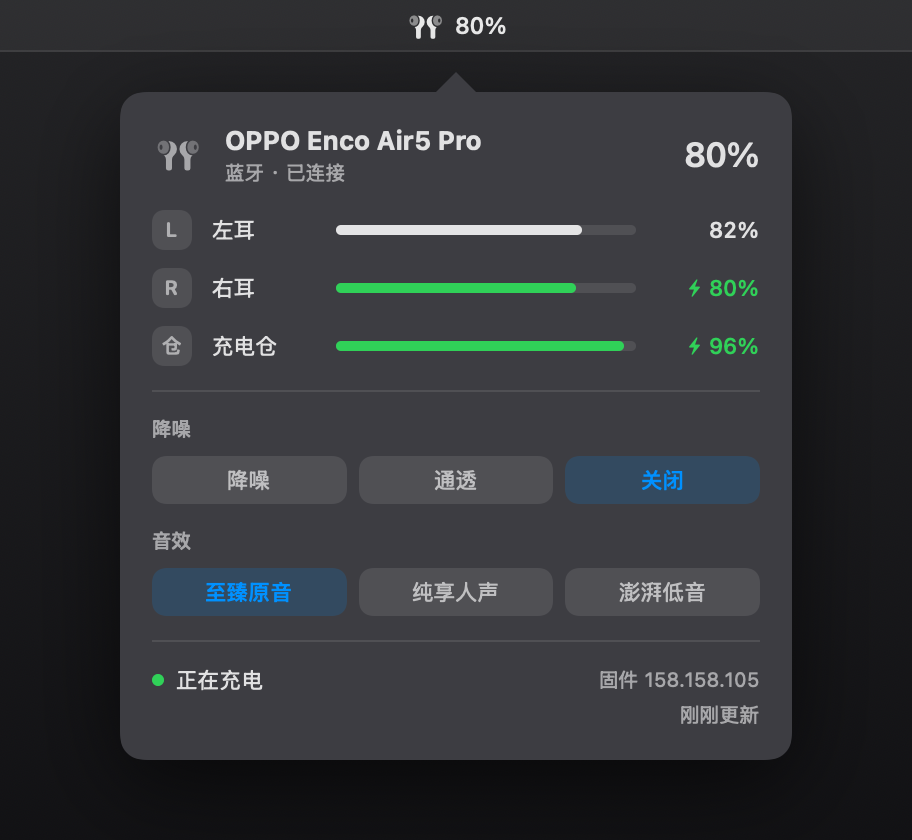 80%
OPPO Enco Air5 Pro
蓝牙 · 已连接
80%
L 左耳 82%
R 右耳 80%
仓 充电仓 96%
降噪
降噪 通透 关闭
音效
至臻原音 纯享人声 澎湃低音
正在充电 固件 158.158.105
刚刚更新